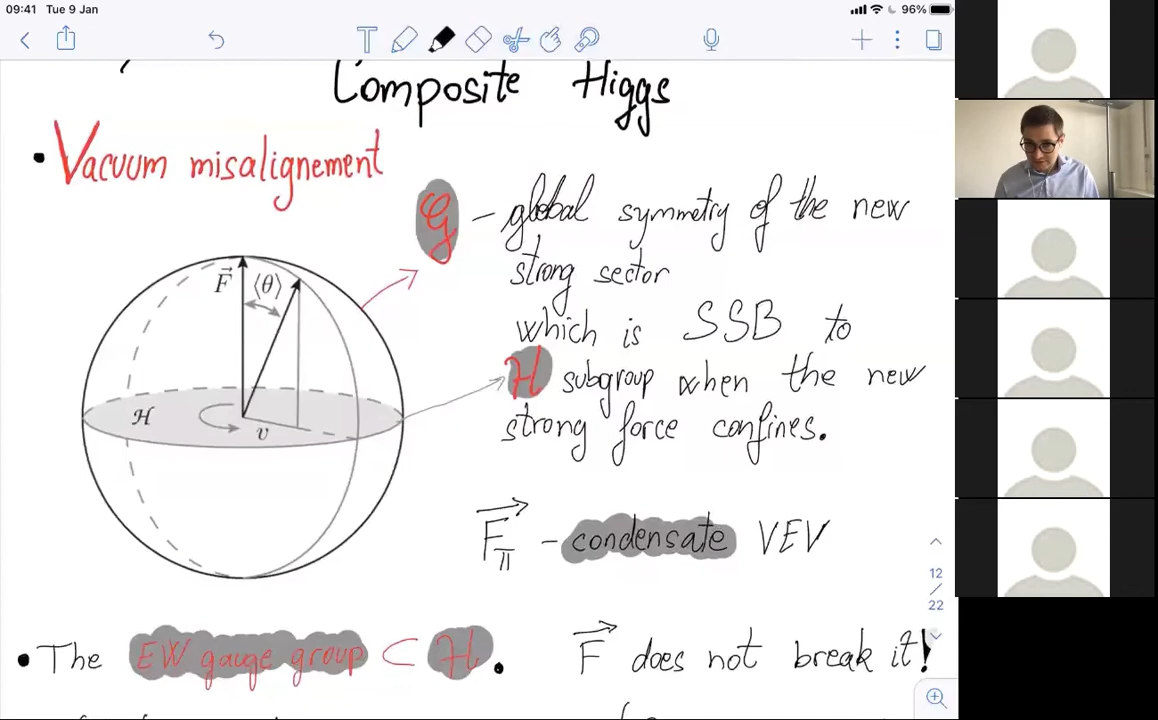 09:41 Tue 9 Jan
96%
Composite Higgs
• Vacuum misalignement
G - global symmetry of the new
strong sector
which is SSB to
H subgroup when the new
strong force confines.
F ⟨θ⟩
H
v
F⃗π - condensate VEV
12
/
22
• The EW gauge group ⊂ H. F⃗ does not break it!